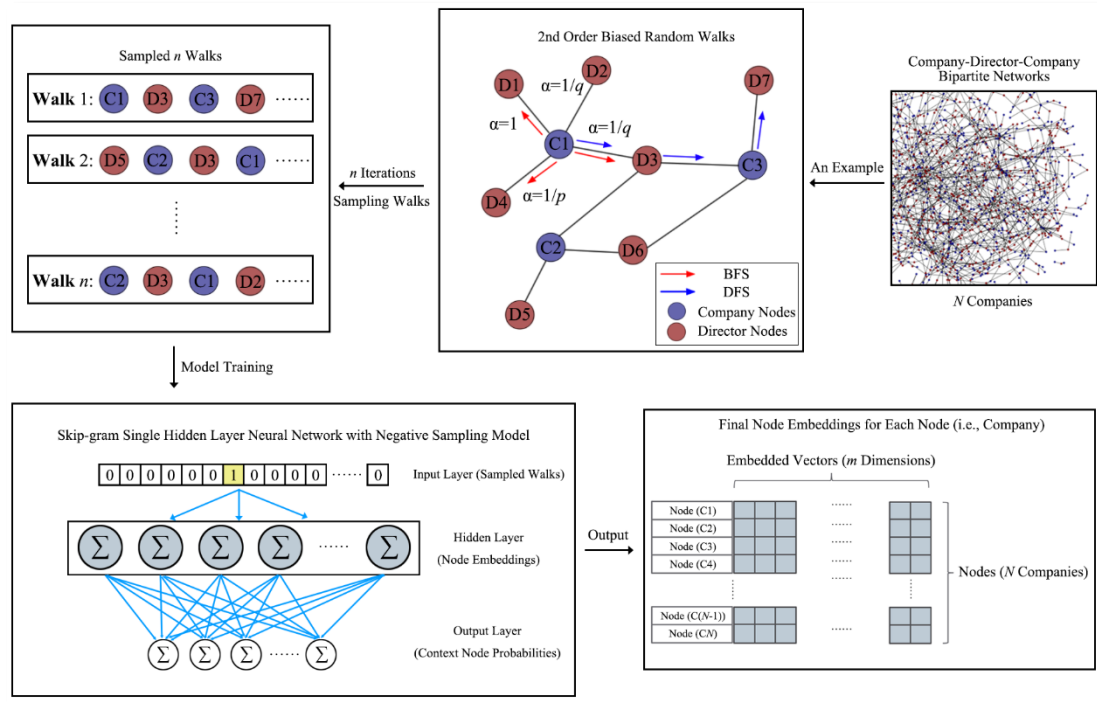 Sampled n Walks
Walk 1: C1 D3 C3 D7 ······
Walk 2: D5 C2 D3 C1 ······
Walk n: C2 D3 C1 D2 ······
n Iterations
Sampling Walks
2nd Order Biased Random Walks
D1
D2
D7
α=1/q
α=1
α=1/q
C1
D3
C3
D4
α=1/p
C2
D6
D5
BFS
DFS
Company Nodes
Director Nodes
An Example
Company-Director-Company
Bipartite Networks
N Companies
Model Training
Skip-gram Single Hidden Layer Neural Network with Negative Sampling Model
0 0 0 0 0 0 0 1 0 0 0 0 ······ 0
Input Layer (Sampled Walks)
∑ ∑ ∑ ∑ ······ ∑
Hidden Layer
(Node Embeddings)
∑ ∑ ∑ ······ ∑
Output Layer
(Context Node Probabilities)
Output
Final Node Embeddings for Each Node (i.e., Company)
Embedded Vectors (m Dimensions)
Node (C1)
Node (C2)
Node (C3)
Node (C4)
Node (C(N-1))
Node (CN)
Nodes (N Companies)